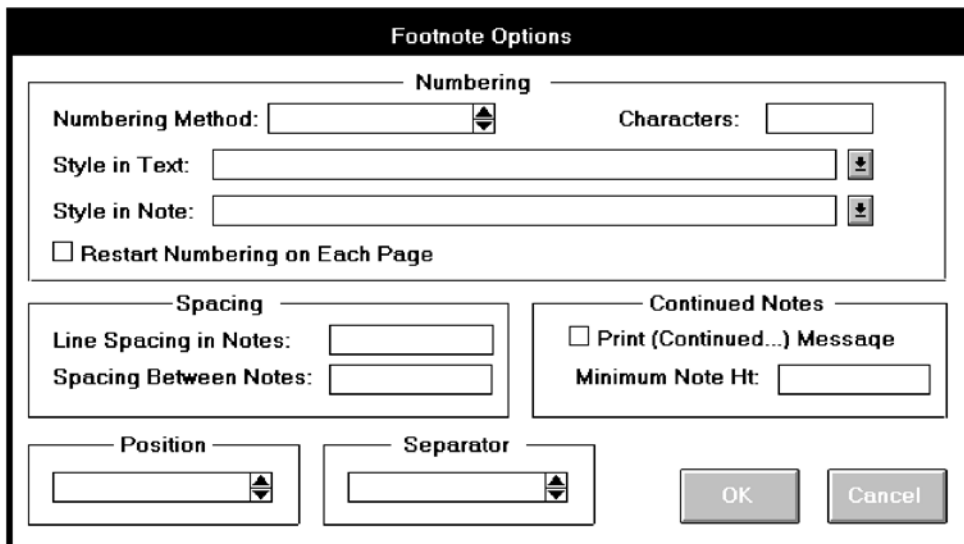 Footnote Options
Numbering
Numbering Method:
Characters:
Style in Text:
Style in Note:
Restart Numbering on Each Page
Spacing
Line Spacing in Notes:
Spacing Between Notes:
Continued Notes
Print (Continued...) Message
Minimum Note Ht:
Position
Separator
OK
Cancel